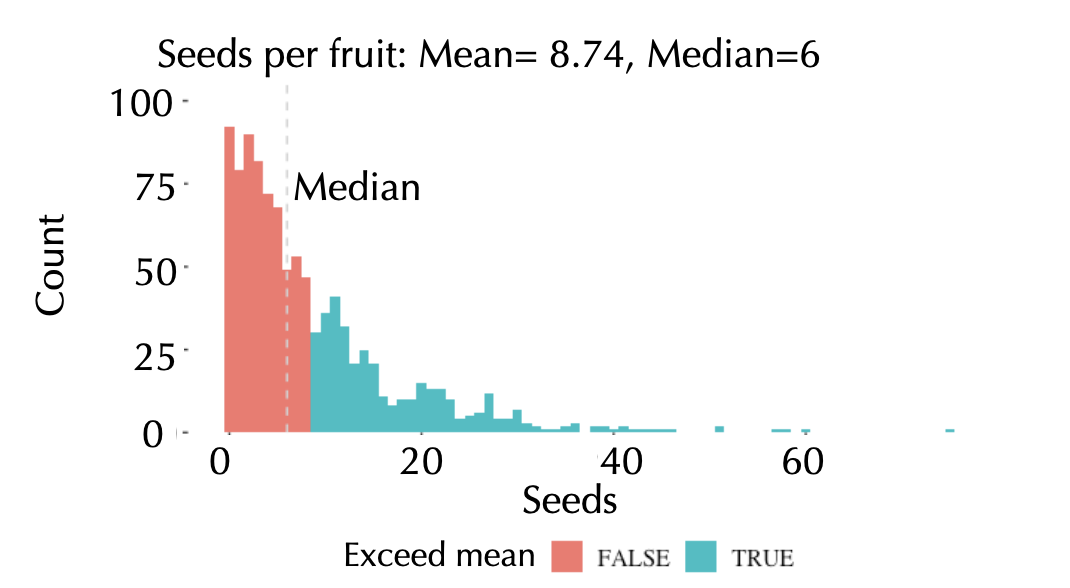 Seeds per fruit: Mean= 8.74, Median=6
100
75
50
25
0
Median
Count
0 20 40 60
Seeds
Exceed mean FALSE TRUE